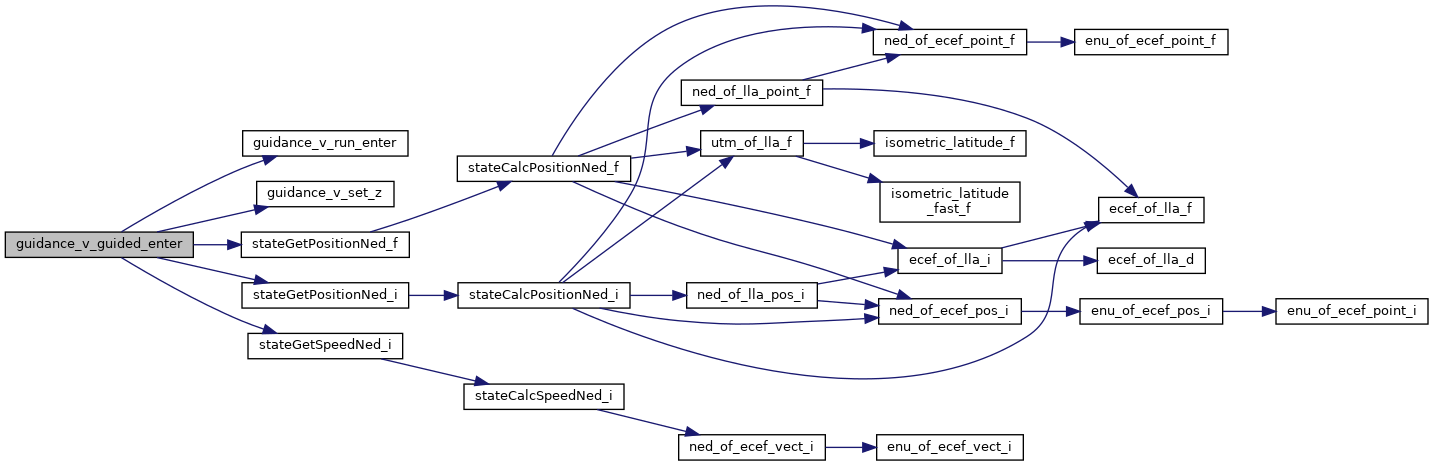 guidance_v_guided_enter
guidance_v_run_enter
guidance_v_set_z
stateGetPositionNed_f
stateGetPositionNed_i
stateGetSpeedNed_i
stateCalcPositionNed_f
stateCalcPositionNed_i
stateCalcSpeedNed_i
ned_of_lla_point_f
utm_of_lla_f
ned_of_lla_pos_i
ned_of_ecef_vect_i
ned_of_ecef_point_f
isometric_latitude_f
isometric_latitude
_fast_f
ecef_of_lla_i
ned_of_ecef_pos_i
enu_of_ecef_vect_i
enu_of_ecef_point_f
ecef_of_lla_f
ecef_of_lla_d
enu_of_ecef_pos_i
enu_of_ecef_point_i